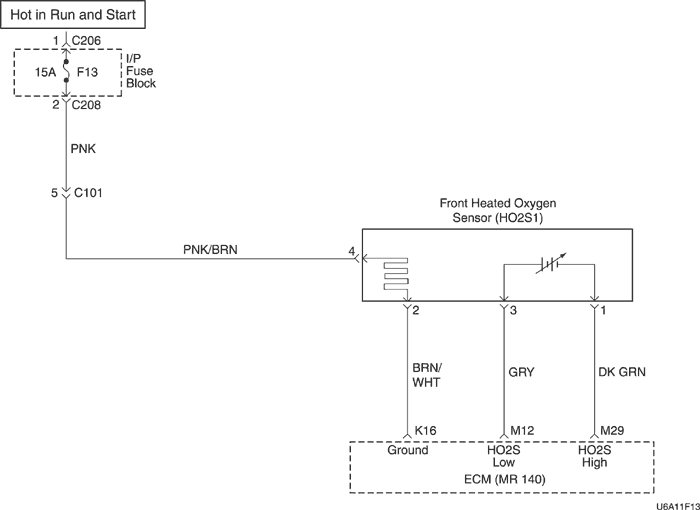 Hot in Run and Start
1 C206
I/P
Fuse
Block
15A F13
2 C208
PNK
5 C101
PNK/BRN
Front Heated Oxygen
Sensor (HO2S1)
4
2 3 1
BRN/
WHT
GRY
DK GRN
K16 M12 M29
Ground
HO2S
Low
HO2S
High
ECM (MR 140)
U6A11F13